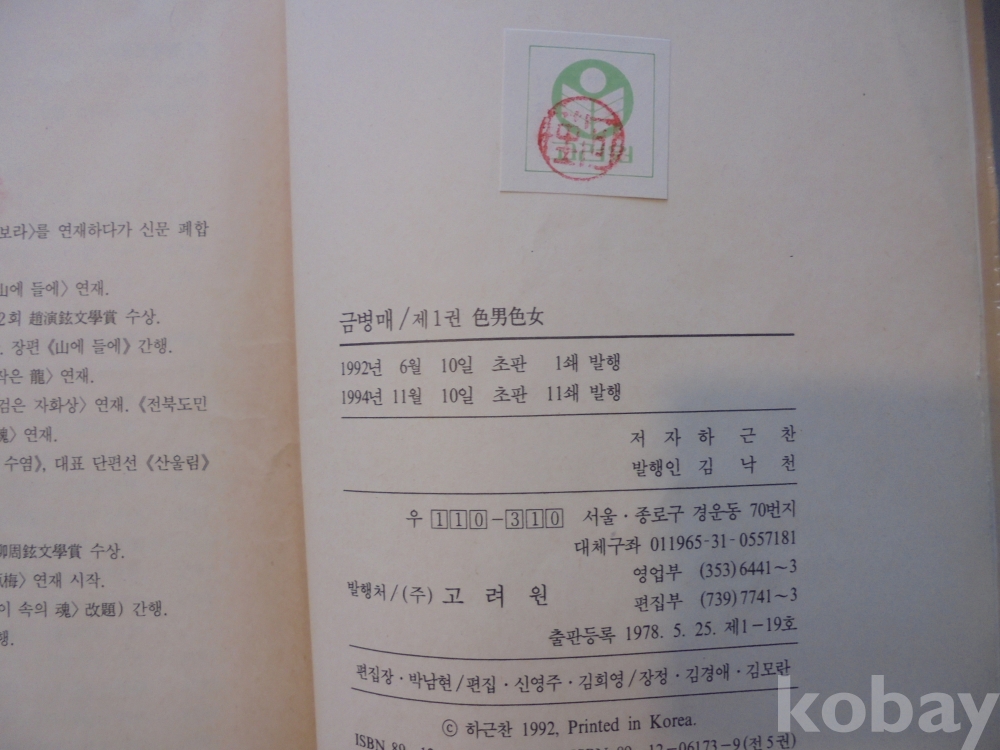 보라〉를 연재하다가 신문 폐합
山에 들에〉 연재.
2회 趙演鉉文學賞 수상.
. 장편 《山에 들에》 간행.
작은 龍〉 연재.
검은 자화상〉 연재. 《전북도민
魂〉 연재.
수염》, 대표 단편선 《산울림》
柳周鉉文學賞 수상.
梅〉 연재 시작.
이 속의 魂〉 改題) 간행.
행.
금병매/제1권 色男色女
1992년 6월 10일 초판 1쇄 발행
1994년 11월 10일 초판 11쇄 발행
저 자 하 근 찬
발행인 김 낙 천
우 110-310 서울·종로구 경운동 70번지
대체구좌 011965-31-0557181
영업부 (353)6441~3
발행처/(주) 고 려 원
편집부 (739)7741~3
출판등록 1978. 5. 25. 제1-19호
편집장·박남현/편집·신영주·김희영/장정·김경애·김모란
ⓒ 하근찬 1992, Printed in Korea.
ISBN 89
12-06173-9(전5권)
kobay